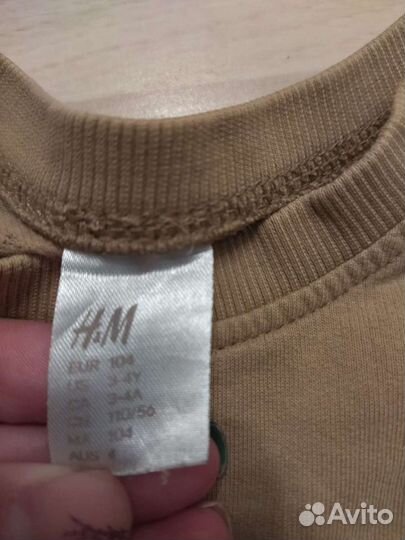 H&M
EUR 104
US 3-4Y
CA 3-4A
CN 110/56
MX 104
AUS 4
Avito